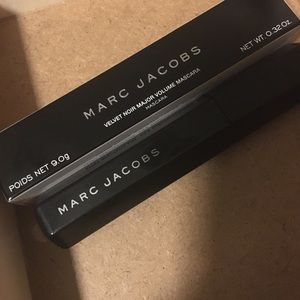 MARC JACOBS
VELVET NOIR MAJOR VOLUME MASCARA
MASCARA
POIDS NET 9.0g
NET WT. 0.32 Oz.
MARC JACOBS